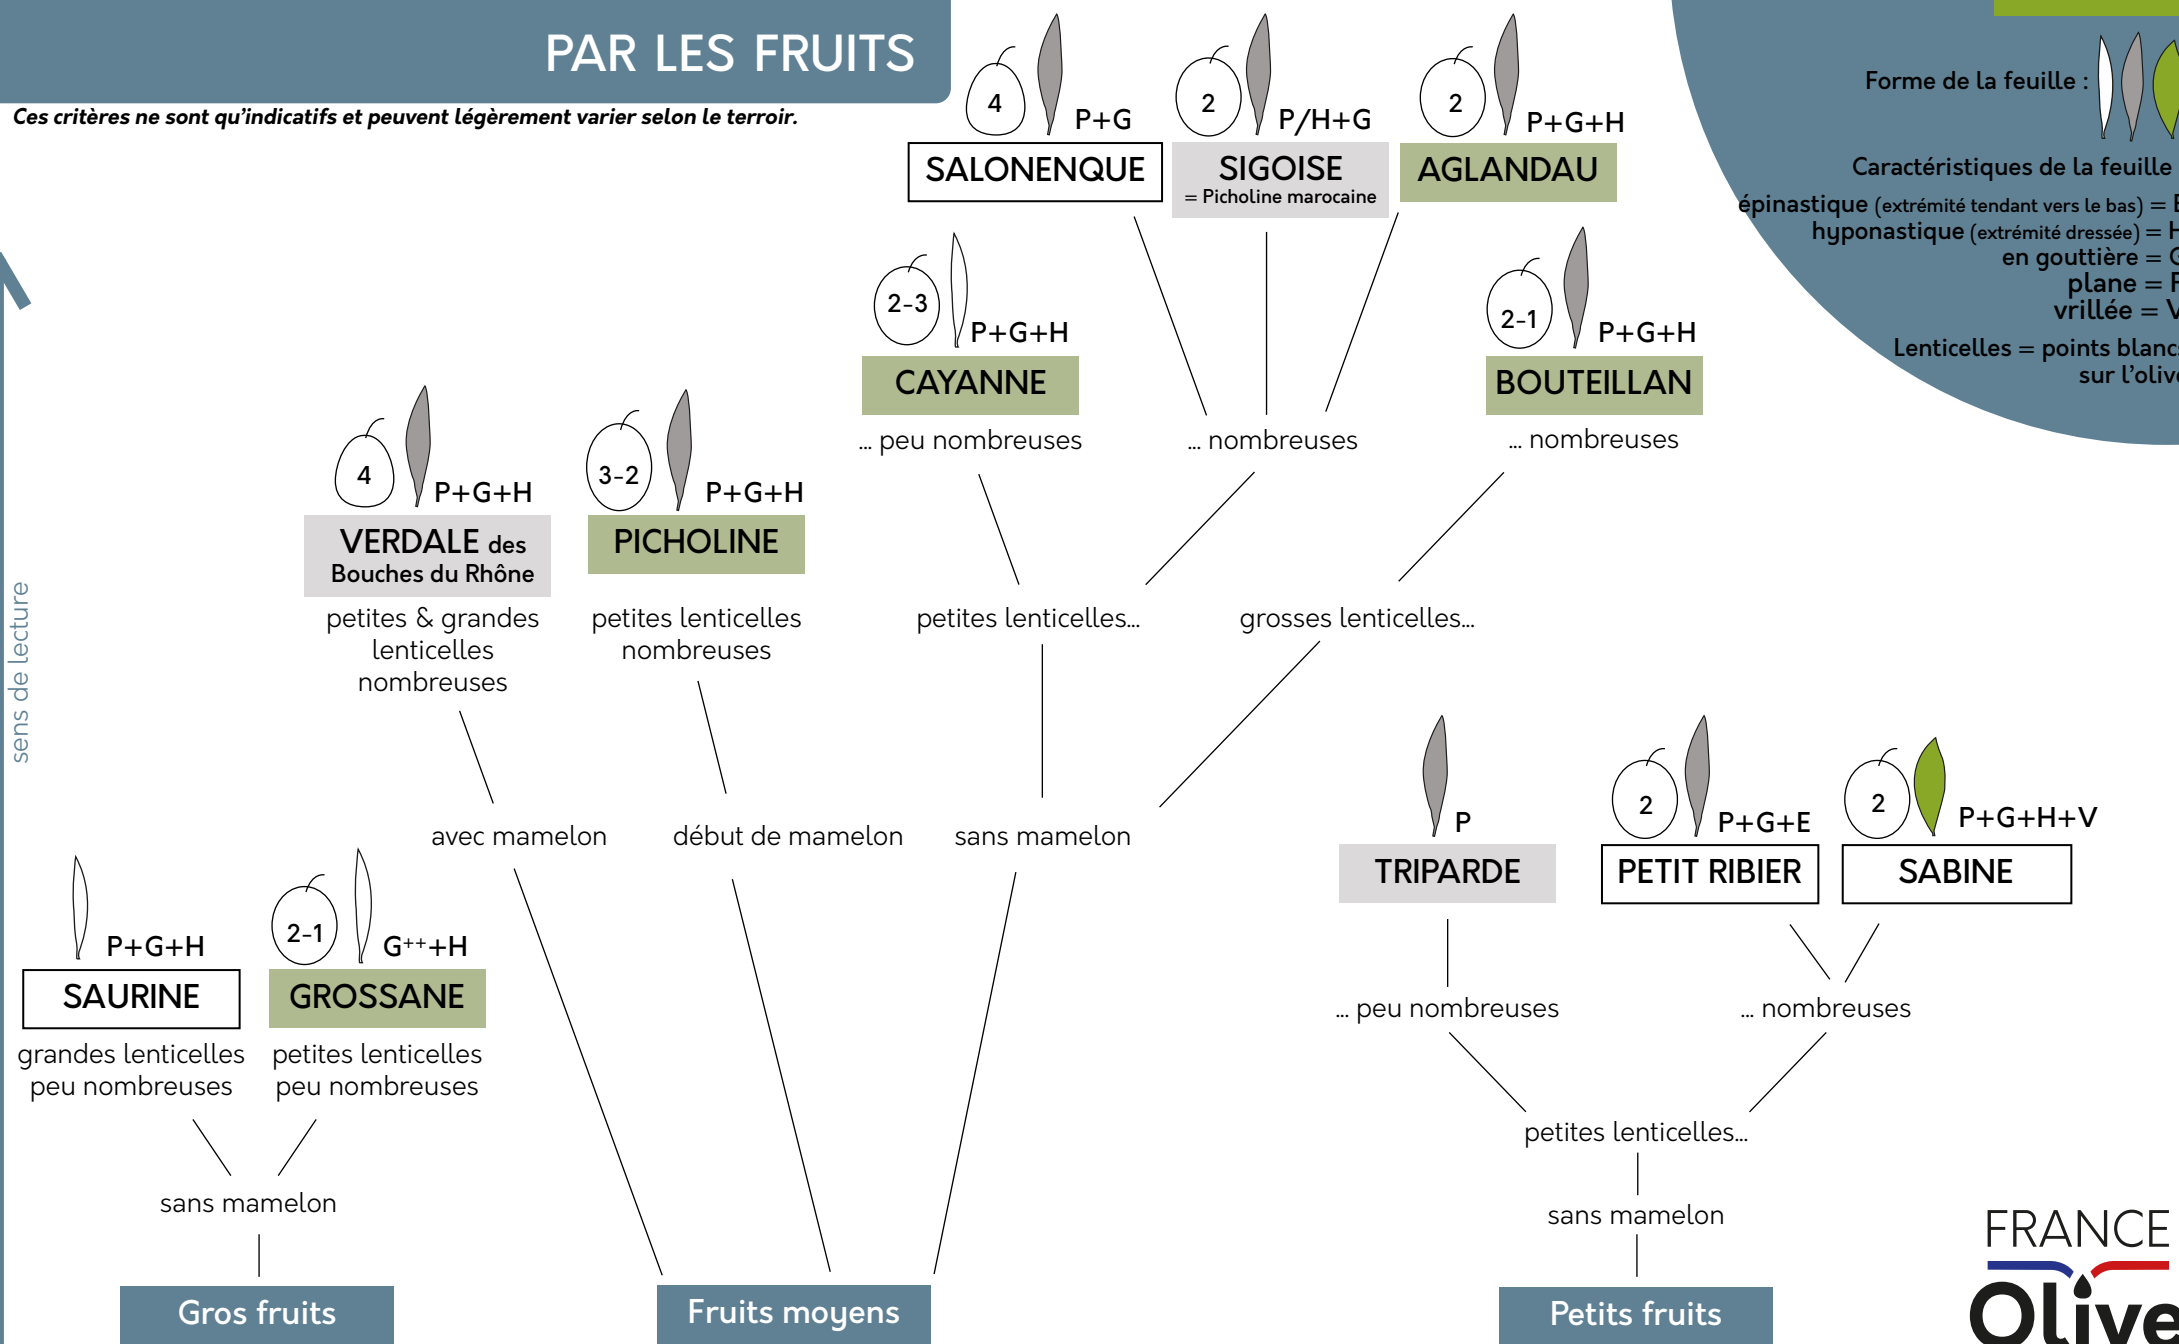 PAR LES FRUITS
Ces critères ne sont qu'indicatifs et peuvent légèrement varier selon le terroir.
Forme de la feuille :
Caractéristiques de la feuille
épinastique (extrémité tendant vers le bas) =
hyponastique (extrémité dressée) = H
en gouttière = G
plane =
vrillée = V
Lenticelles = points blancs
sur l'olive
4
P+G
SALONENQUE
2
P/H+G
SIGOISE
= Picholine marocaine
2
P+G+H
AGLANDAU
2-3
P+G+H
CAYANNE
... peu nombreuses
... nombreuses
2-1
P+G+H
BOUTEILLAN
... nombreuses
4
P+G+H
VERDALE des
Bouches du Rhône
petites & grandes
lenticelles
nombreuses
3-2
P+G+H
PICHOLINE
petites lenticelles
nombreuses
petites lenticelles...
grosses lenticelles...
sens de lecture
avec mamelon
début de mamelon
sans mamelon
P
TRIPARDE
2
P+G+E
PETIT RIBIER
2
P+G+H+V
SABINE
P+G+H
SAURINE
grandes lenticelles
peu nombreuses
2-1
G+++H
GROSSANE
petites lenticelles
peu nombreuses
... peu nombreuses
... nombreuses
petites lenticelles...
sans mamelon
sans mamelon
Gros fruits
Fruits moyens
Petits fruits
FRANCE
Olive